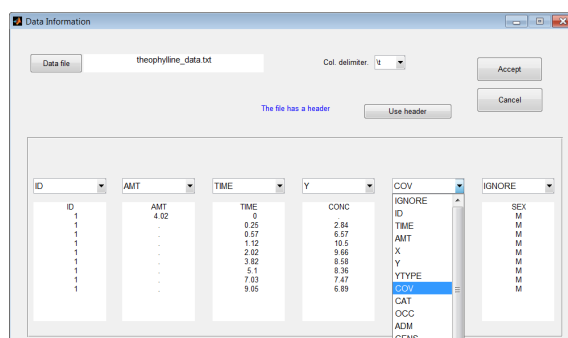 Data Information
Data file theophylline_data.txt Col. delimiter. \t Accept
The file has a header Use header Cancel
ID AMT TIME Y COV IGNORE
ID AMT TIME CONC IGNORE SEX
1 4.02 0 . ID M
1 . 0.25 2.84 TIME M
1 . 0.57 6.57 AMT M
1 . 1.12 10.5 X M
1 . 2.02 9.66 Y M
1 . 3.82 8.58 YTYPE M
1 . 5.1 8.36 COV M
1 . 7.03 7.47 CAT M
1 . 9.05 6.89 OCC M
ADM